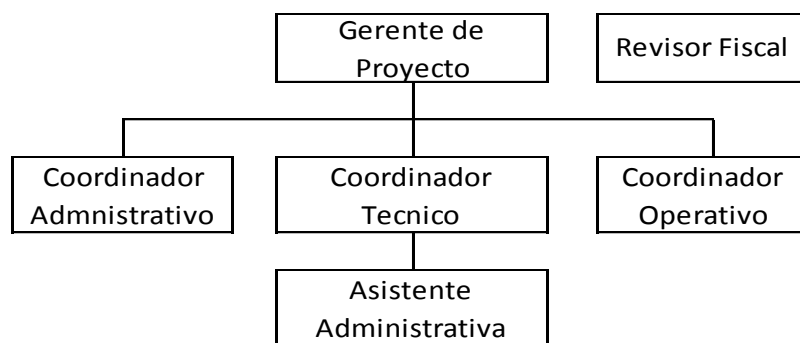 Gerente de
Proyecto
Revisor Fiscal
Coordinador
Admnistrativo
Coordinador
Tecnico
Coordinador
Operativo
Asistente
Administrativa